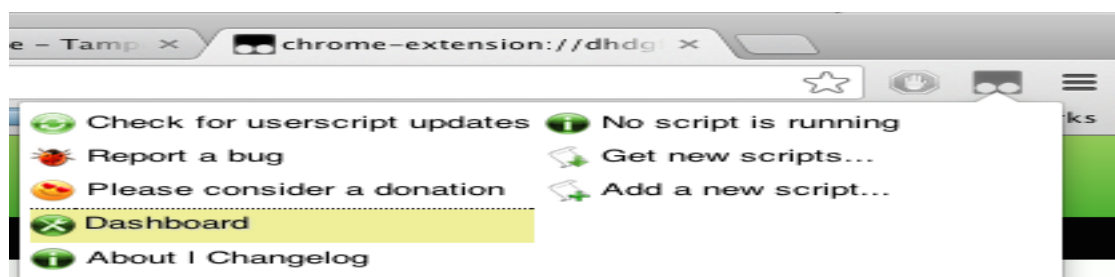 e – Tamp
chrome-extension://dhdg
ks
Check for userscript updates
Report a bug
Please consider a donation
Dashboard
About | Changelog
No script is running
Get new scripts...
Add a new script...